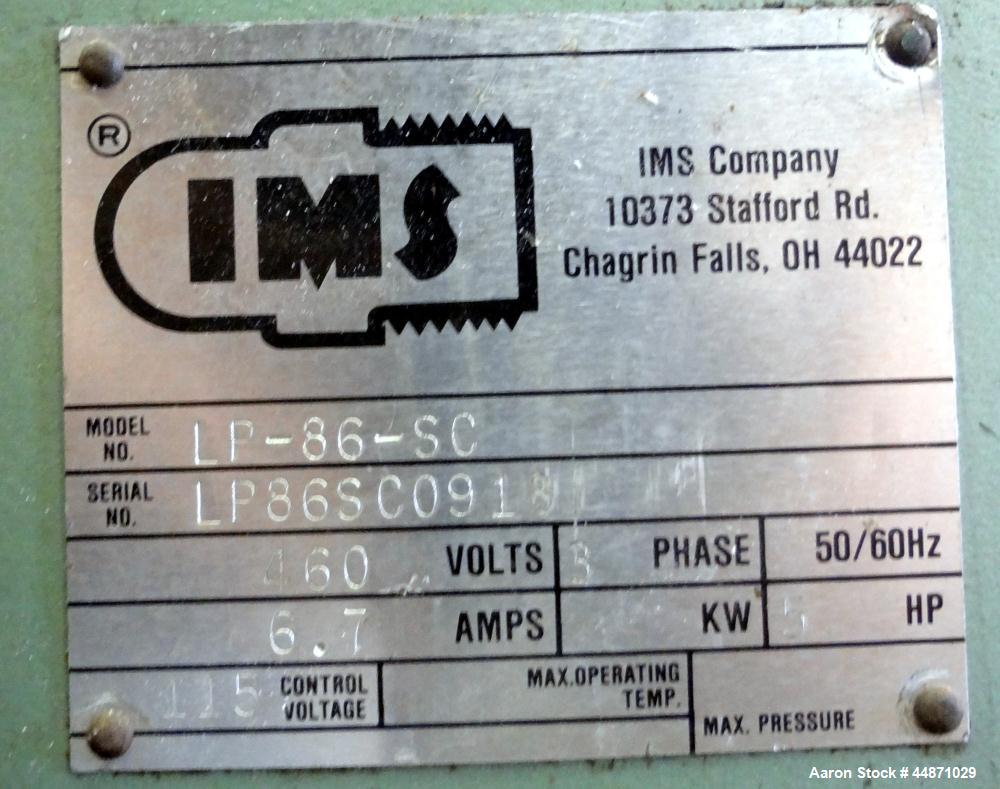 ®
IMS
IMS Company
10373 Stafford Rd.
Chagrin Falls, OH 44022
MODEL NO. LP-86-SC
SERIAL NO.
460 VOLTS 3 PHASE 50/60Hz
6.7 AMPS KW 5 HP
115 CONTROL VOLTAGE
MAX.OPERATING TEMP.
MAX. PRESSURE
Aaron Stock # 44871029